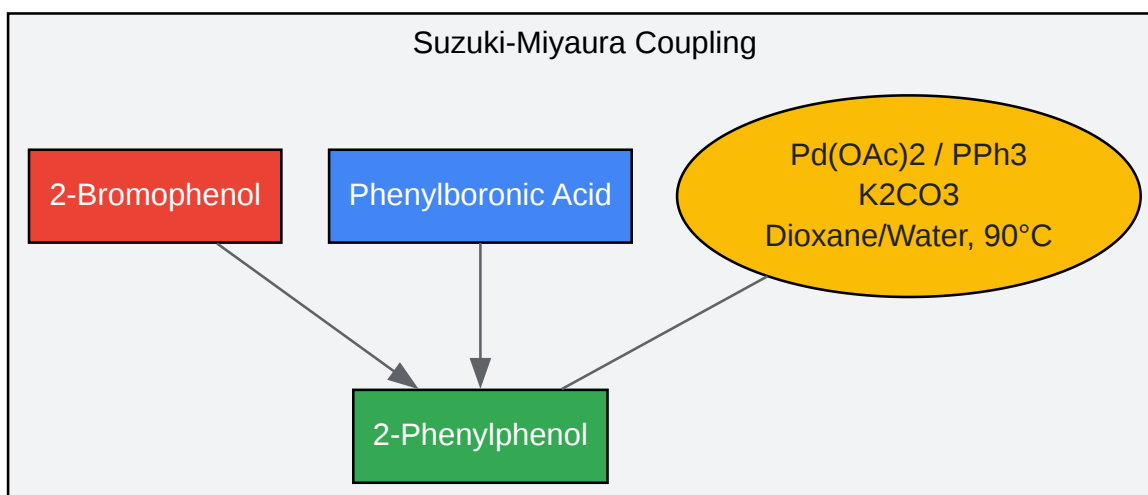 Suzuki-Miyaura Coupling
2-Bromophenol
Phenylboronic Acid
Pd(OAc)2 / PPh3
K2CO3
Dioxane/Water, 90°C
2-Phenylphenol